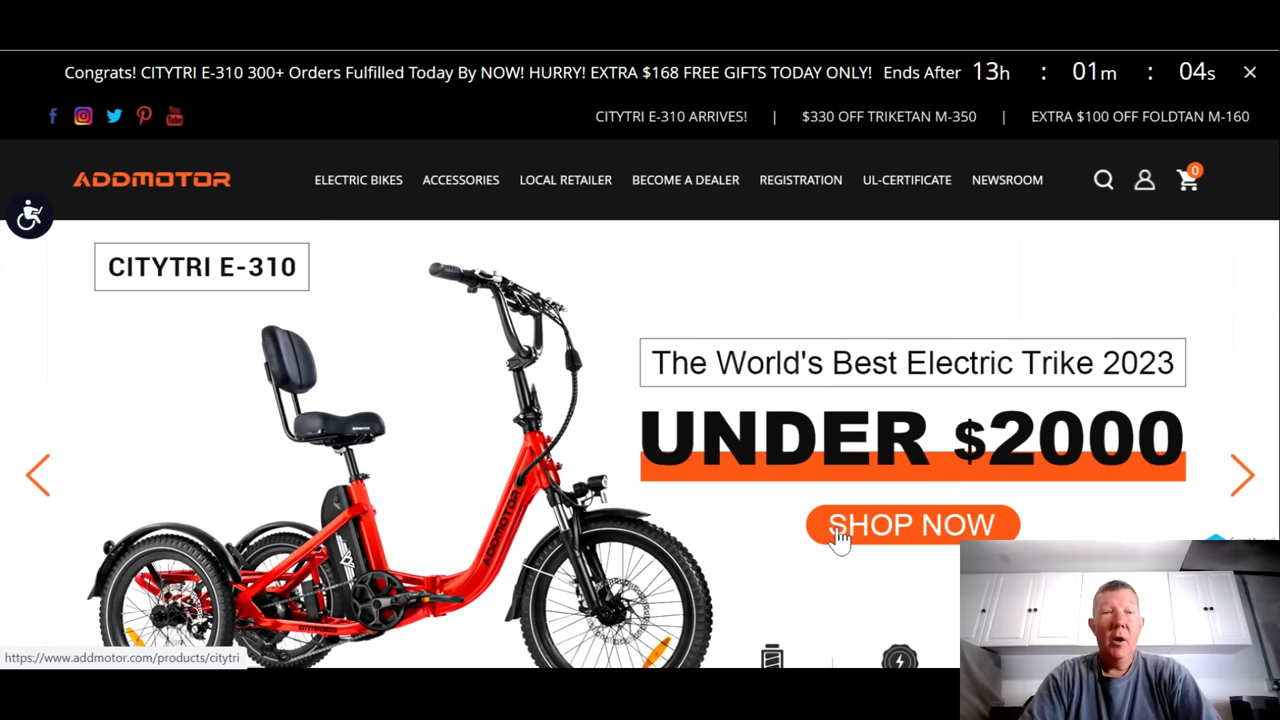 Congrats! CITYTRI E-310 300+ Orders Fulfilled Today By NOW! HURRY! EXTRA $168 FREE GIFTS TODAY ONLY! Ends After 13h : 01m : 04s
CITYTRI E-310 ARRIVES! | $330 OFF TRIKETAN M-350 | EXTRA $100 OFF FOLDTAN M-160
ADDMOTOR ELECTRIC BIKES ACCESSORIES LOCAL RETAILER BECOME A DEALER REGISTRATION UL-CERTIFICATE NEWSROOM 0
CITYTRI E-310
The World's Best Electric Trike 2023
UNDER $2000
SHOP NOW
ADDMOTOR
https://www.addmotor.com/products/citytri